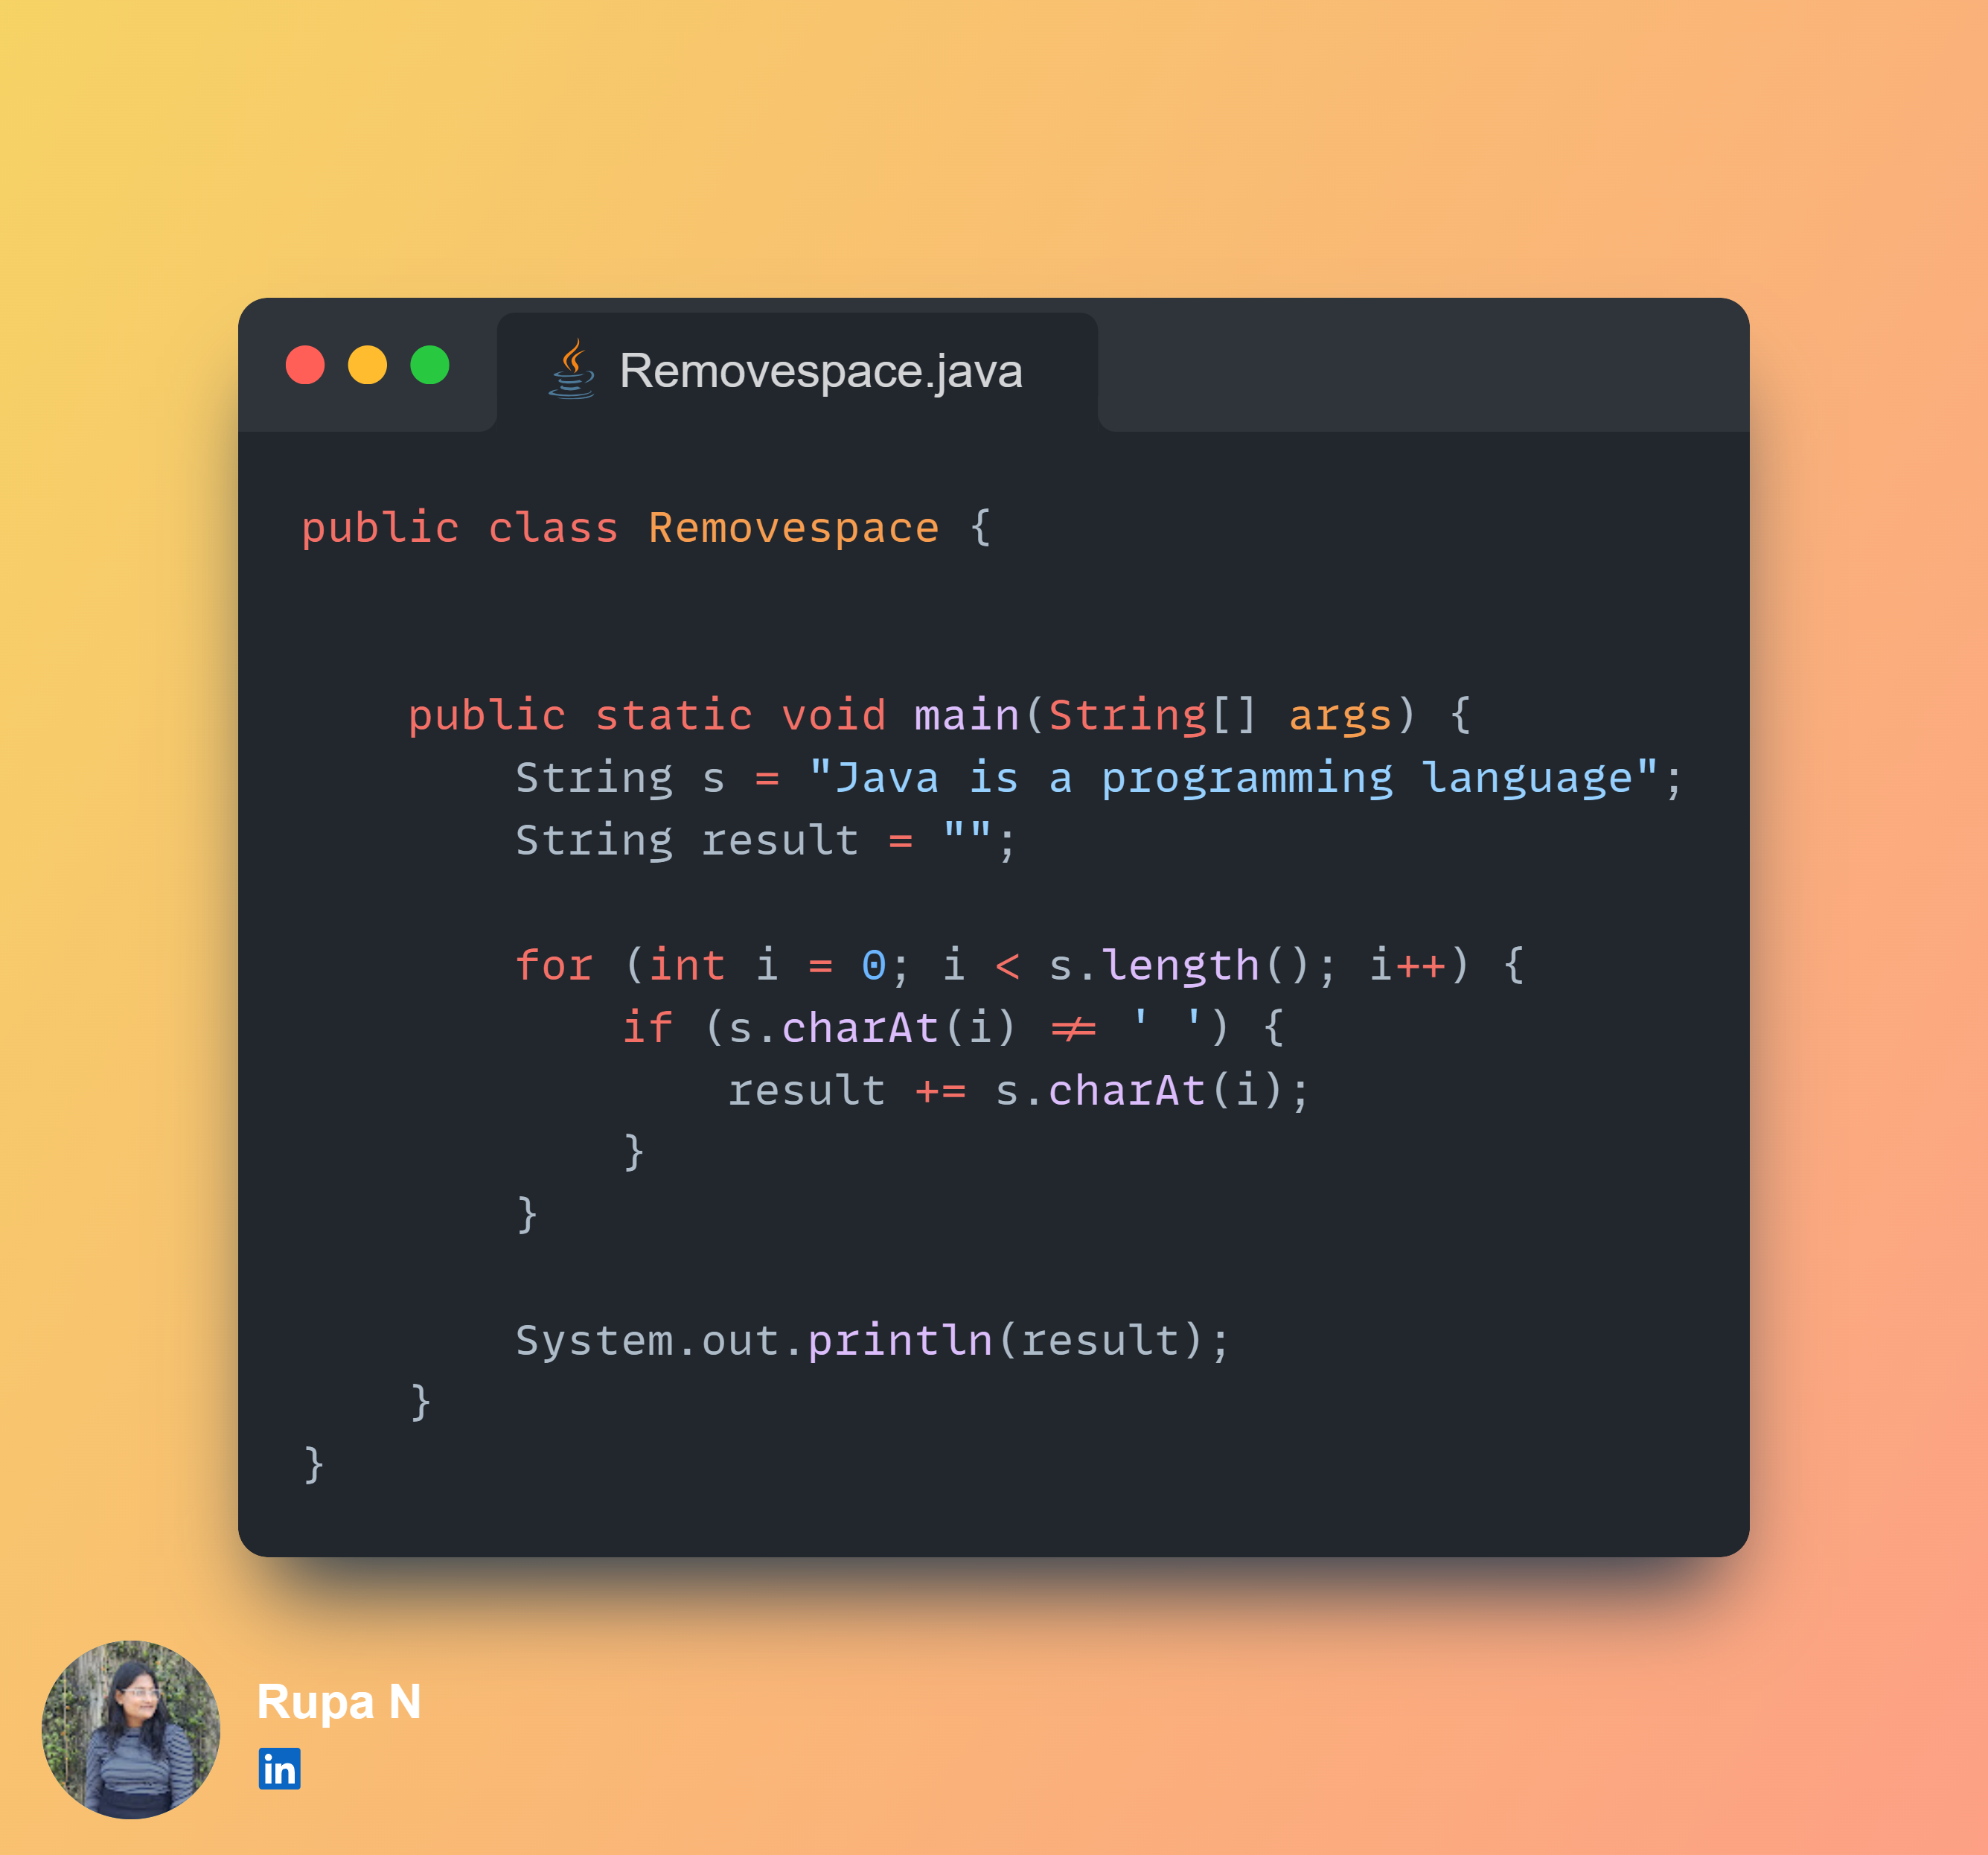 Removespace.java
public class Removespace {
    public static void main(String[] args) {
        String s = "Java is a programming language";
        String result = "";
        for (int i = 0; i < s.length(); i++) {
            if (s.charAt(i) != ' ') {
                result += s.charAt(i);
            }
        }
        System.out.println(result);
    }
}
Rupa N
in